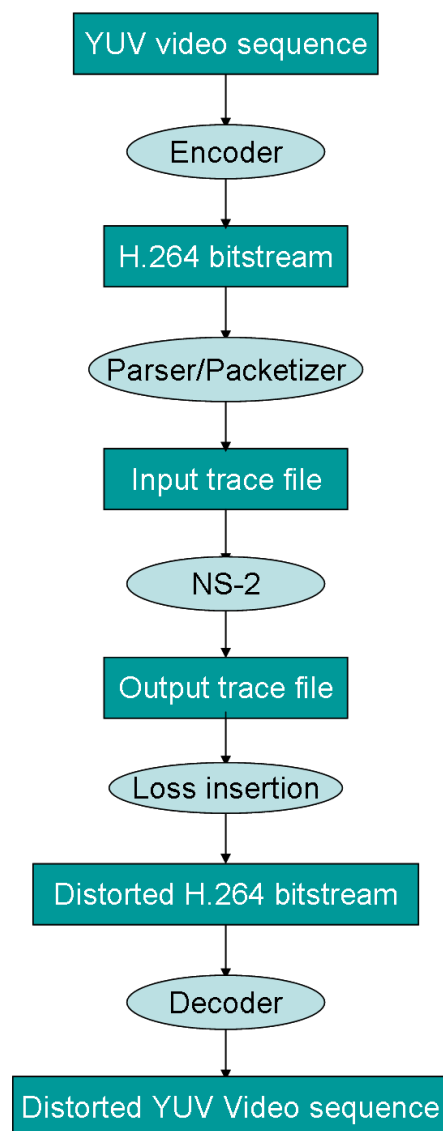 YUV video sequence
Encoder
H.264 bitstream
Parser/Packetizer
Input trace file
NS-2
Output trace file
Loss insertion
Distorted H.264 bitstream
Decoder
Distorted YUV Video sequence